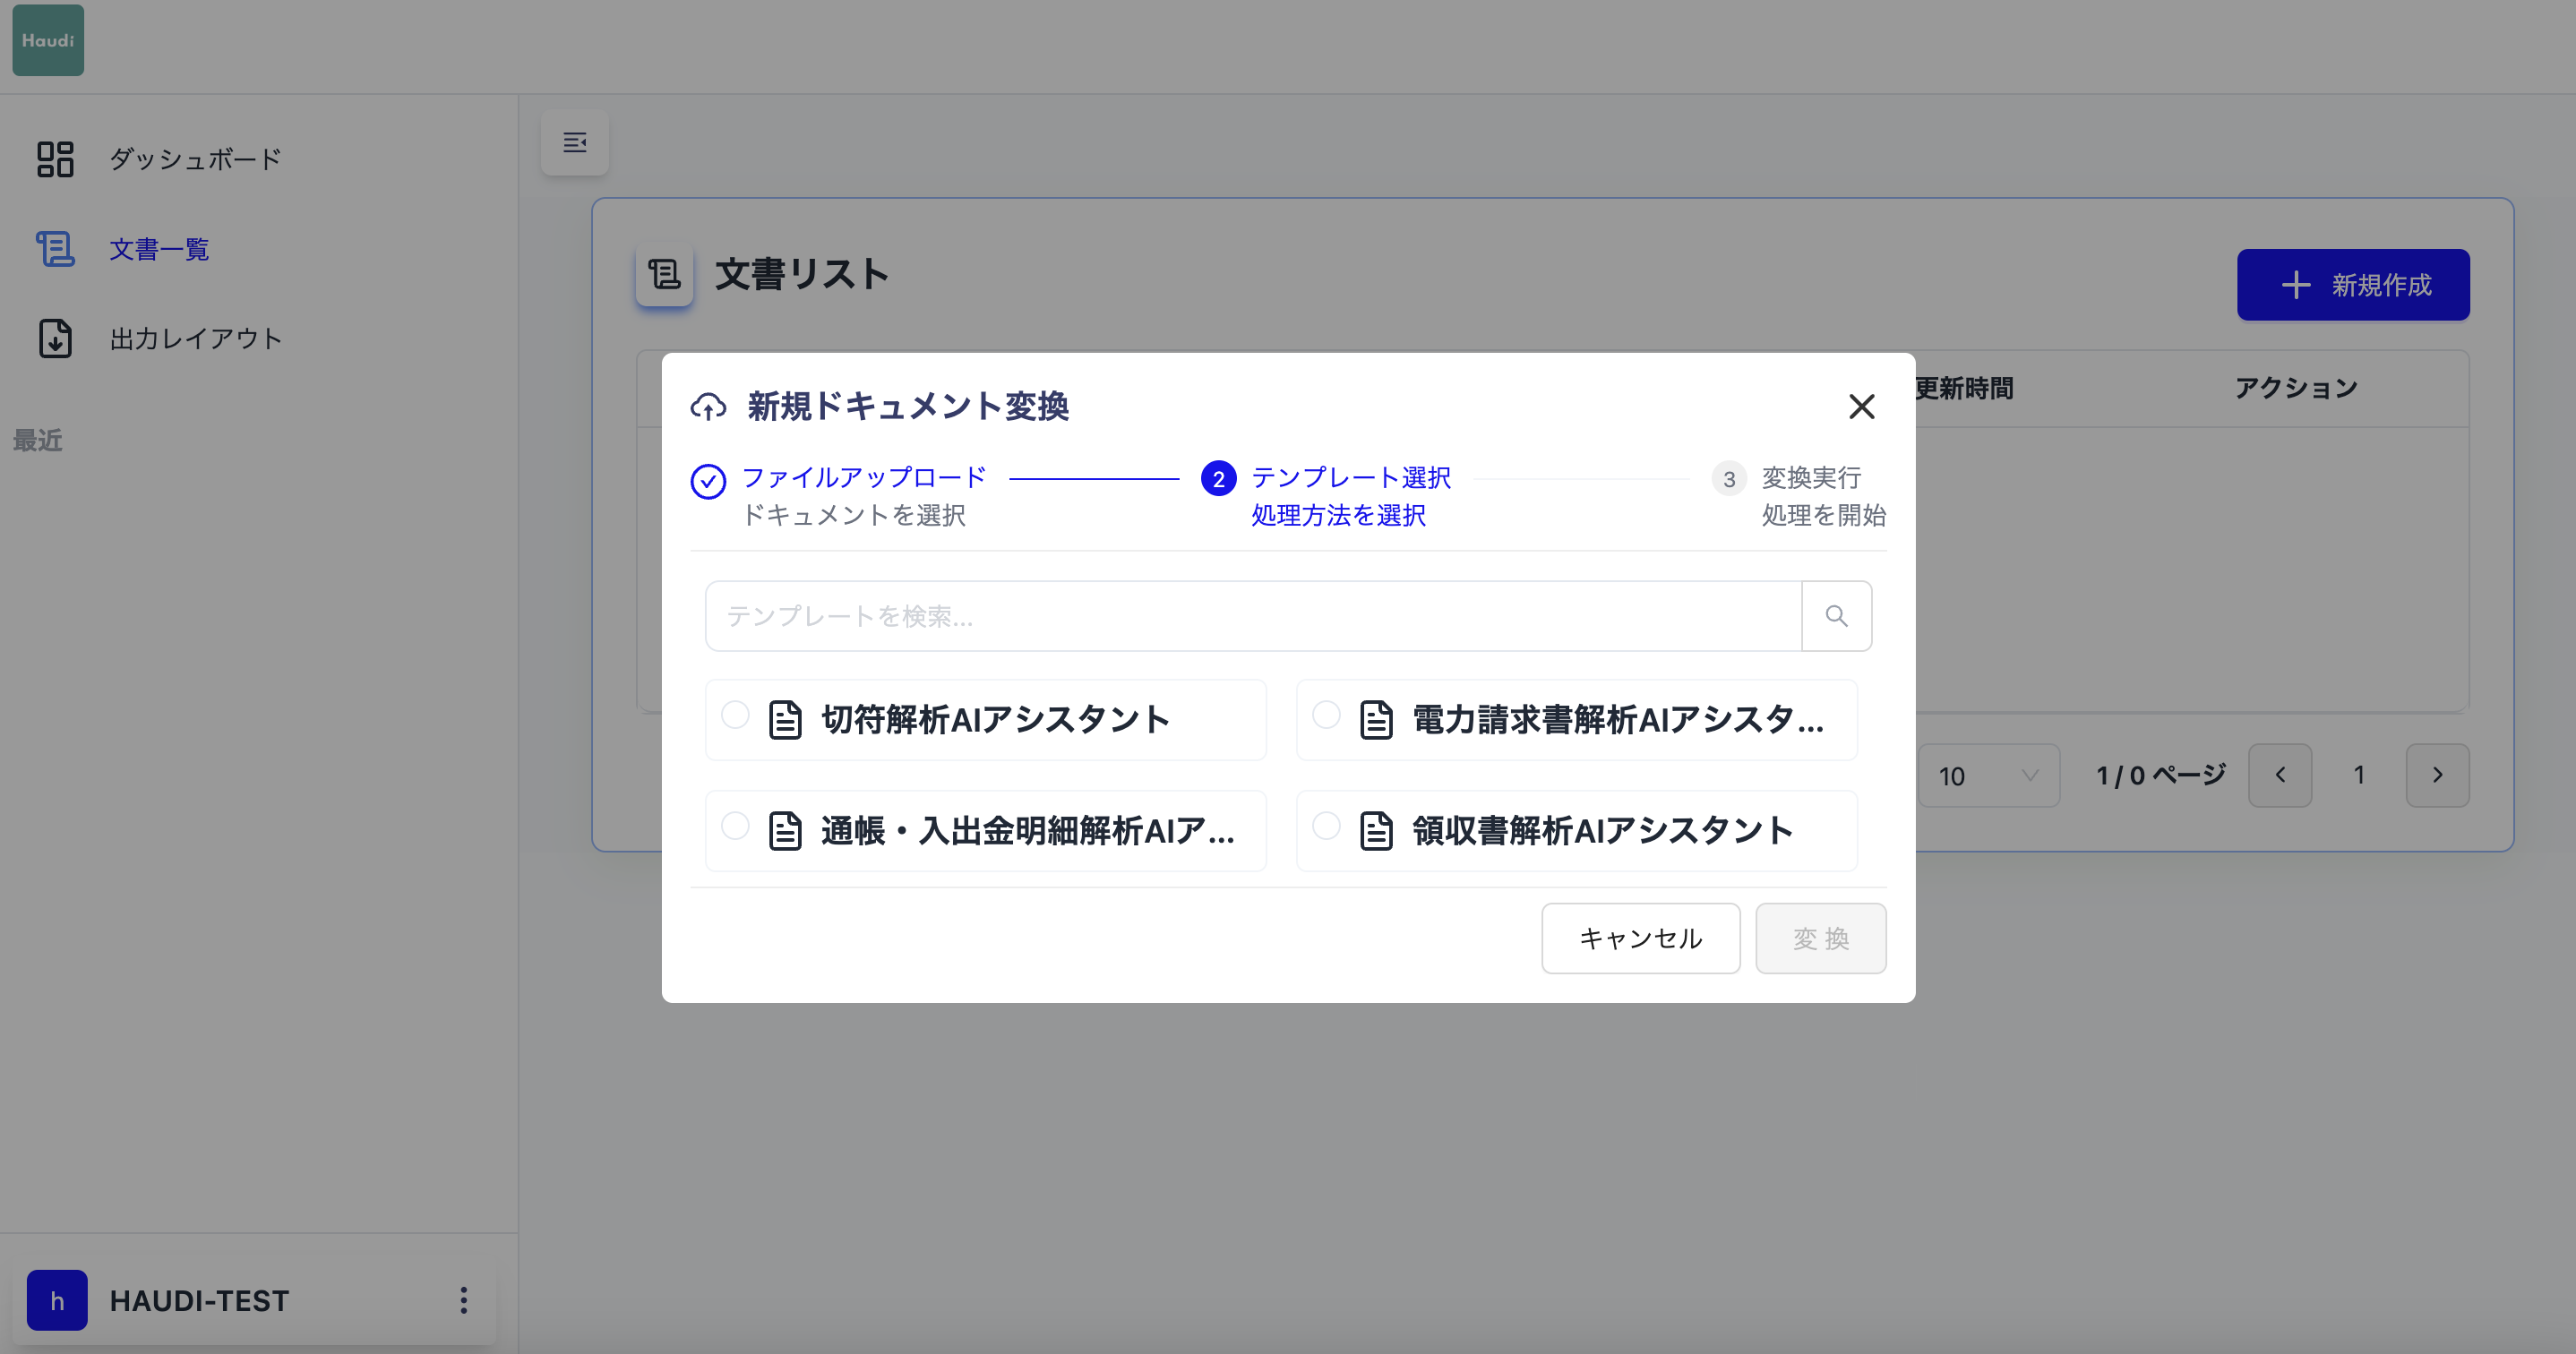 Haudi
ダッシュボード
文書一覧
出力レイアウト
最近
文書リスト
新規作成
更新時間
アクション
新規ドキュメント変換
ファイルアップロード
ドキュメントを選択
2 テンプレート選択
処理方法を選択
3 変換実行
処理を開始
テンプレートを検索...
切符解析AIアシスタント
電力請求書解析AIアシスタ...
通帳・入出金明細解析AIア...
領収書解析AIアシスタント
キャンセル
変 換
10
1 / 0 ページ
1
h HAUDI-TEST